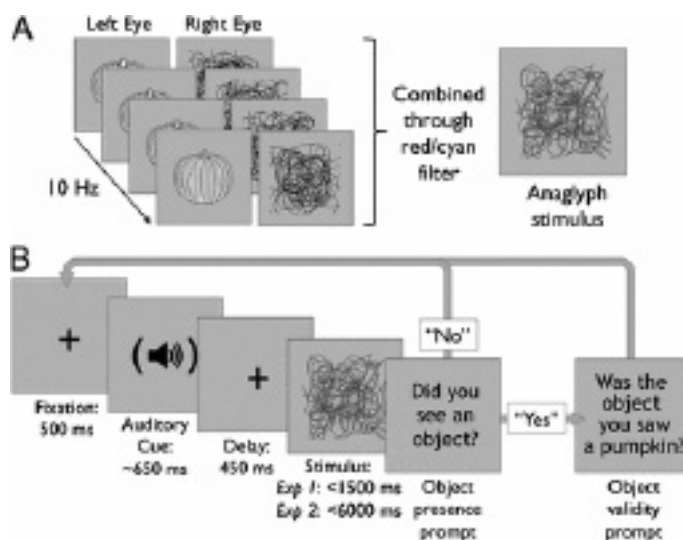 A
Left Eye
Right Eye
10 Hz
Combined
through
red/cyan
filter
Anaglyph
stimulus
B
+
Fixation:
500 ms
Auditory
Cue:
~650 ms
+
Delay:
450 ms
Stimulus:
Exp 1: <1500 ms
Exp 2: <6000 ms
"No"
Did you
see an
object?
Object
presence
prompt
"Yes"
Was the
object
you saw
a pumpkin?
Object
validity
prompt